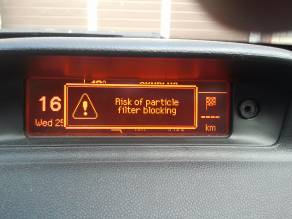 16
Wed 25
Risk of particle
filter blocking
----
km